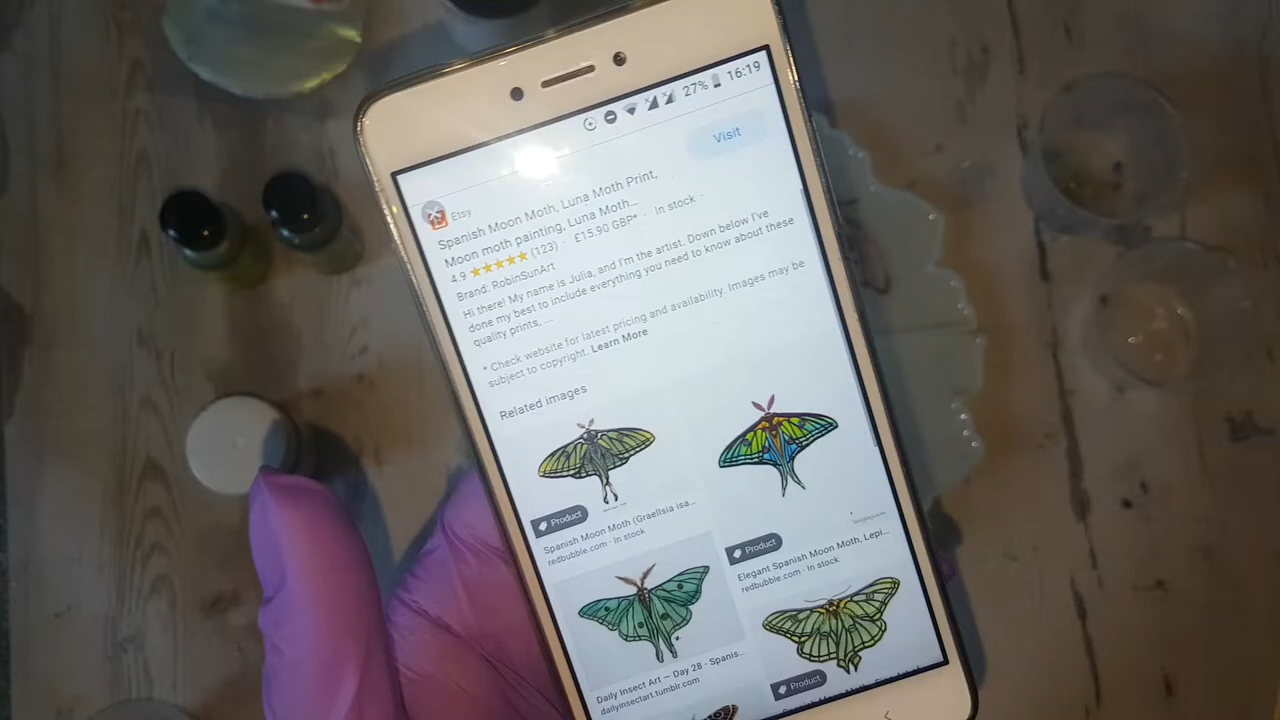 27% 16:19
Visit
Etsy
Spanish Moon Moth, Luna Moth Print,
Moon moth painting, Luna Moth...
4.9 ★★★★★ (123) · £15.90 GBP* · In stock
Brand: RobinSunArt
Hi there! My name is Julia, and I'm the artist. Down below I've
done my best to include everything you need to know about these
quality prints, ...
* Check website for latest pricing and availability. Images may be
subject to copyright. Learn More
Related images
Product
Spanish Moon Moth (Graellsia isa...
redbubble.com · In stock
Product
Elegant Spanish Moon Moth, Lepi...
redbubble.com · In stock
Daily Insect Art — Day 28 - Spanis...
dailyinsectart.tumblr.com
Product